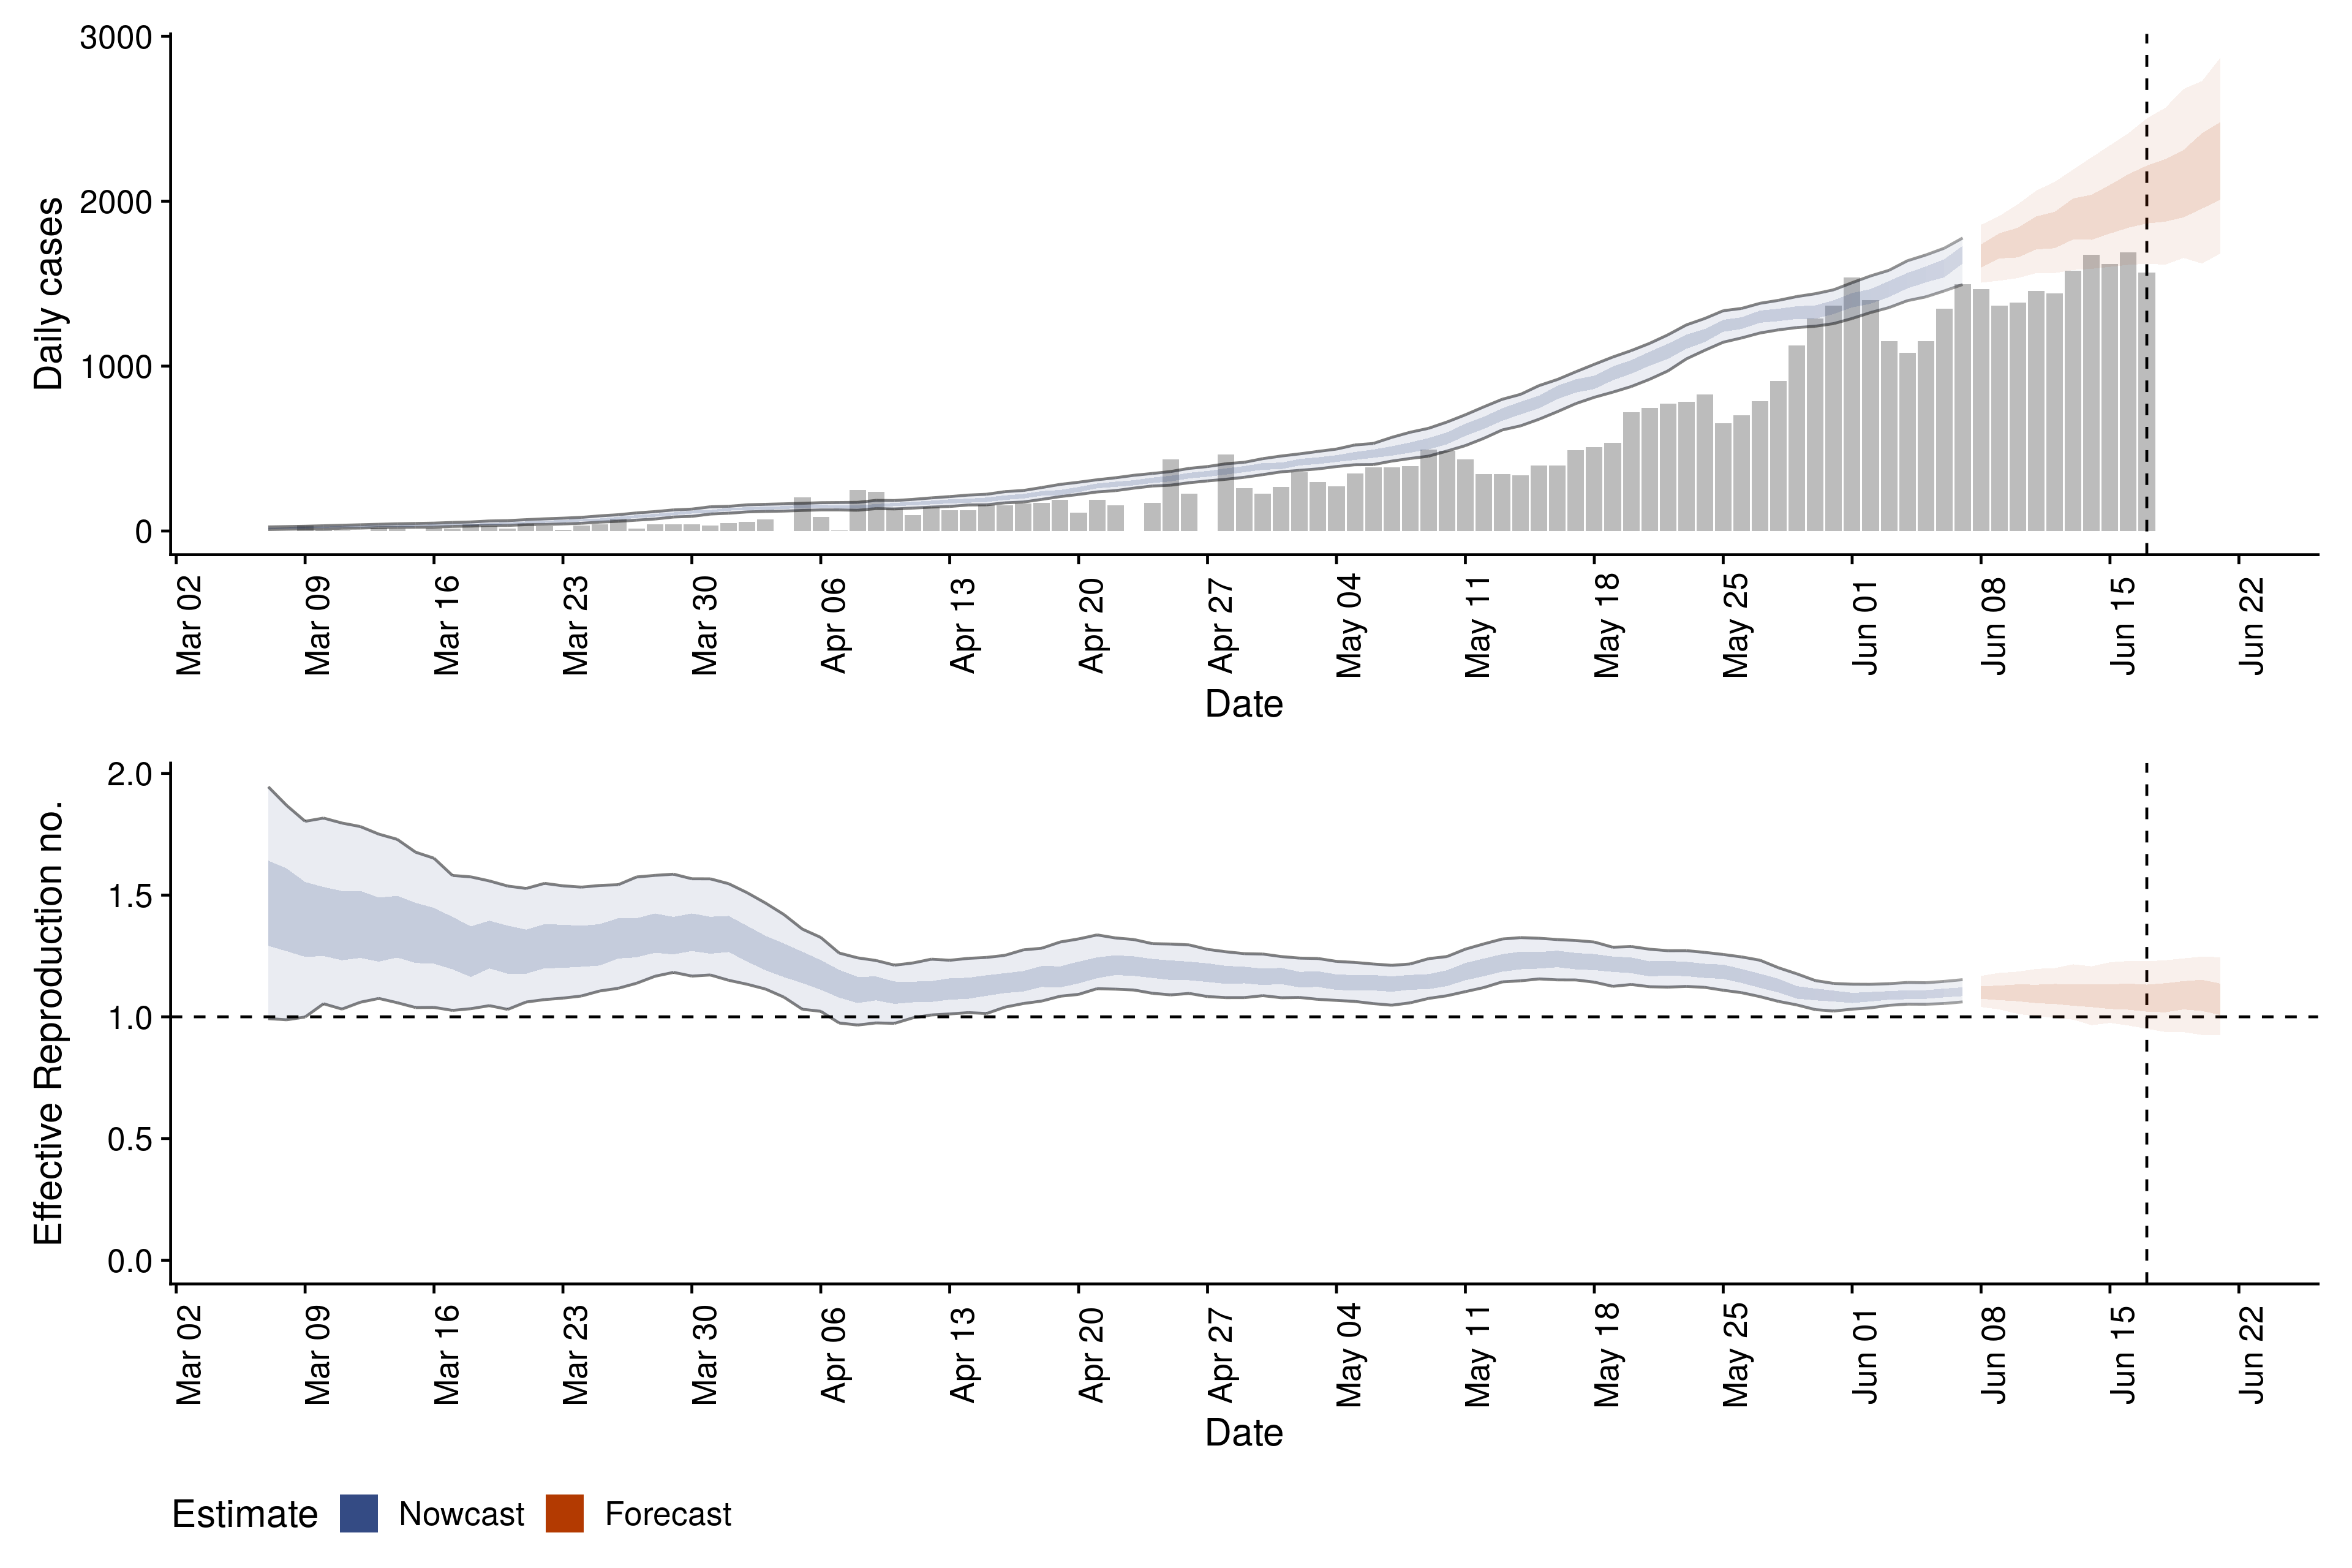 3000
2000
1000
0
Daily cases
Mar 02
Mar 09
Mar 16
Mar 23
Mar 30
Apr 06
Apr 13
Apr 20
Apr 27
May 04
May 11
May 18
May 25
Jun 01
Jun 08
Jun 15
Jun 22
Date
2.0
1.5
1.0
0.5
0.0
Effective Reproduction no.
Mar 02
Mar 09
Mar 16
Mar 23
Mar 30
Apr 06
Apr 13
Apr 20
Apr 27
May 04
May 11
May 18
May 25
Jun 01
Jun 08
Jun 15
Jun 22
Date
Estimate Nowcast Forecast